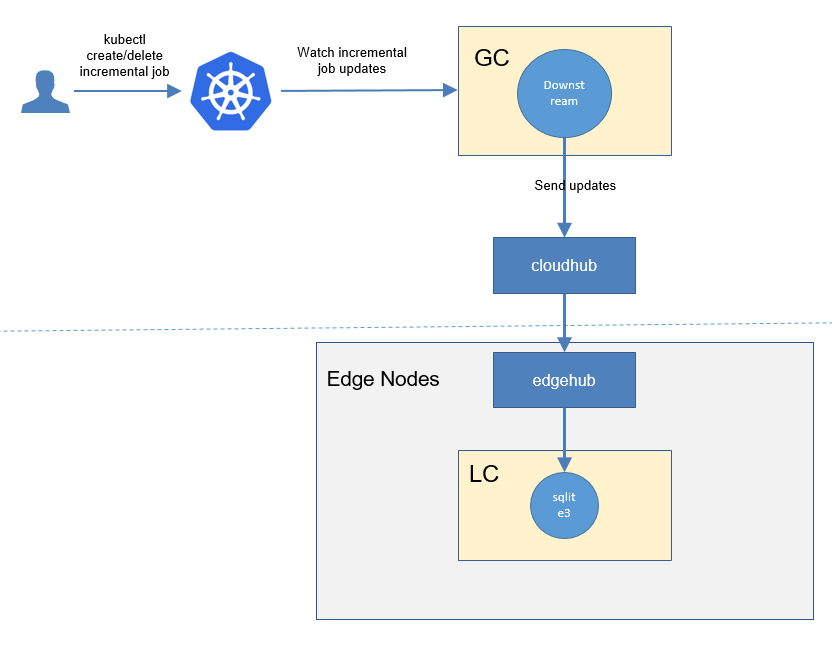 kubectl
create/delete
incremental job
Watch incremental
job updates
GC
Downst
ream
Send updates
cloudhub
Edge Nodes
edgehub
LC
sqlit
e3